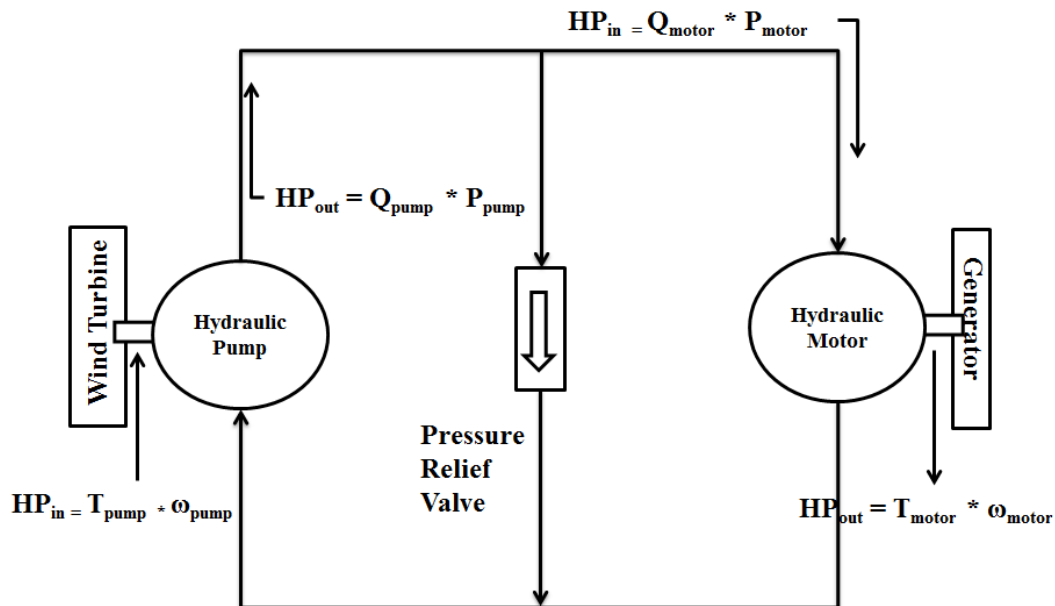 HPin = Qmotor * Pmotor
HPout = Qpump * Ppump
Wind Turbine
Hydraulic
Pump
Hydraulic
Motor
Generator
Pressure
Relief
Valve
HPin = Tpump * ωpump
HPout = Tmotor * ωmotor